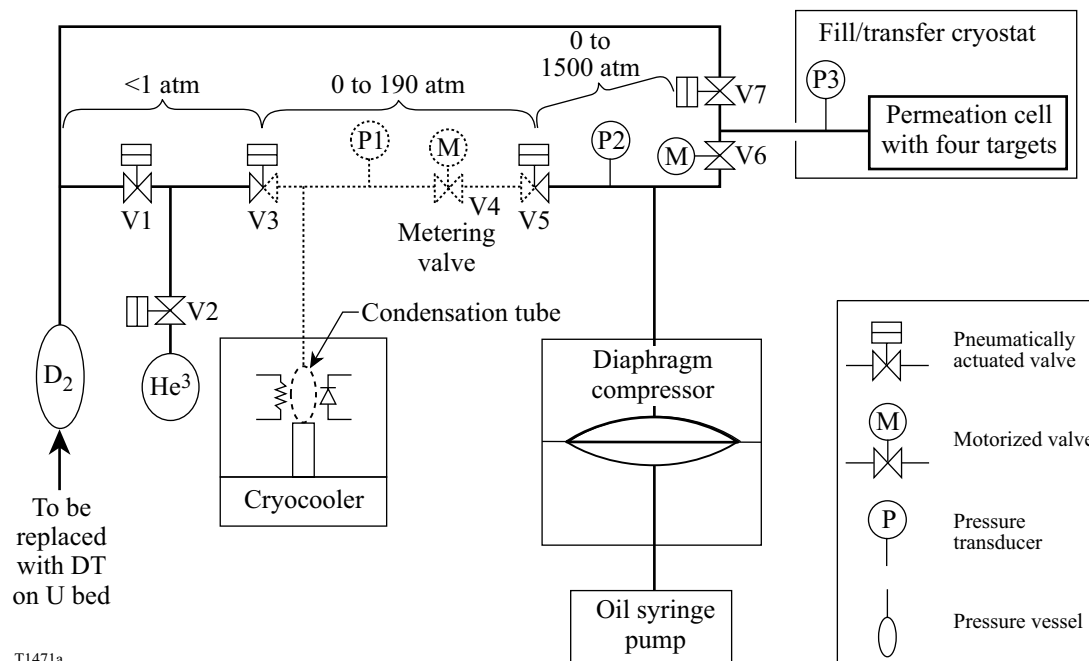 0 to
1500 atm
<1 atm
0 to 190 atm
Fill/transfer cryostat
P3
Permeation cell
with four targets
V7
V6
M
P2
P1
M
V1
V3
V4
V5
Metering
valve
V2
He3
D2
Condensation tube
Cryocooler
Diaphragm
compressor
Oil syringe
pump
To be
replaced
with DT
on U bed
Pneumatically
actuated valve
M
Motorized valve
P
Pressure
transducer
Pressure vessel
T1471a